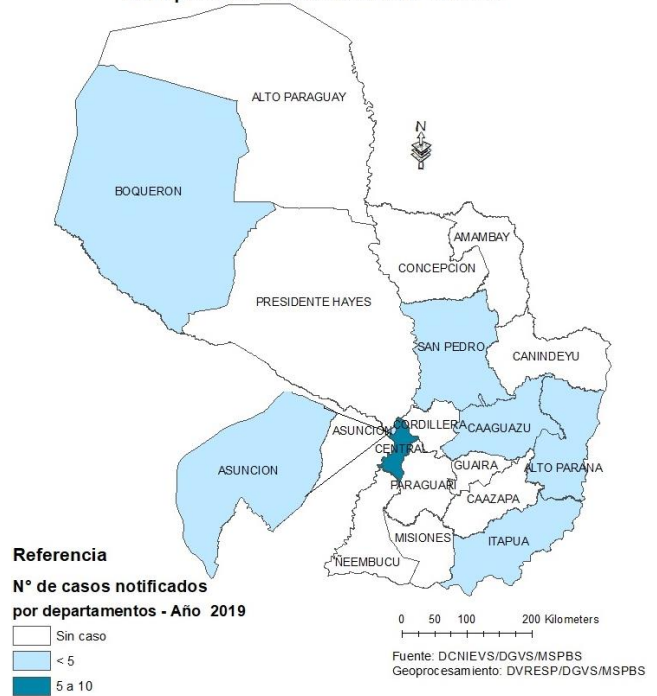 ALTO PARAGUAY
N
BOQUERON
AMAMBAY
CONCEPCION
PRESIDENTE HAYES
SAN PEDRO
CANINDEYU
CORDILLERA
CAAGUAZU
ASUNCION
CENTRAL
ASUNCION
GUAIRA
ALTO PARANA
PARAGUARI
CAAZAPA
MISIONES
ITAPUA
ÑEEMBUCU
Referencia
N° de casos notificados
por departamentos - Año 2019
Sin caso
< 5
5 a 10
0 50 100 200 Kilometers
Fuente: DCNIEVS/DGVS/MSPBS
Geoprocesamiento: DVRESP/DGVS/MSPBS